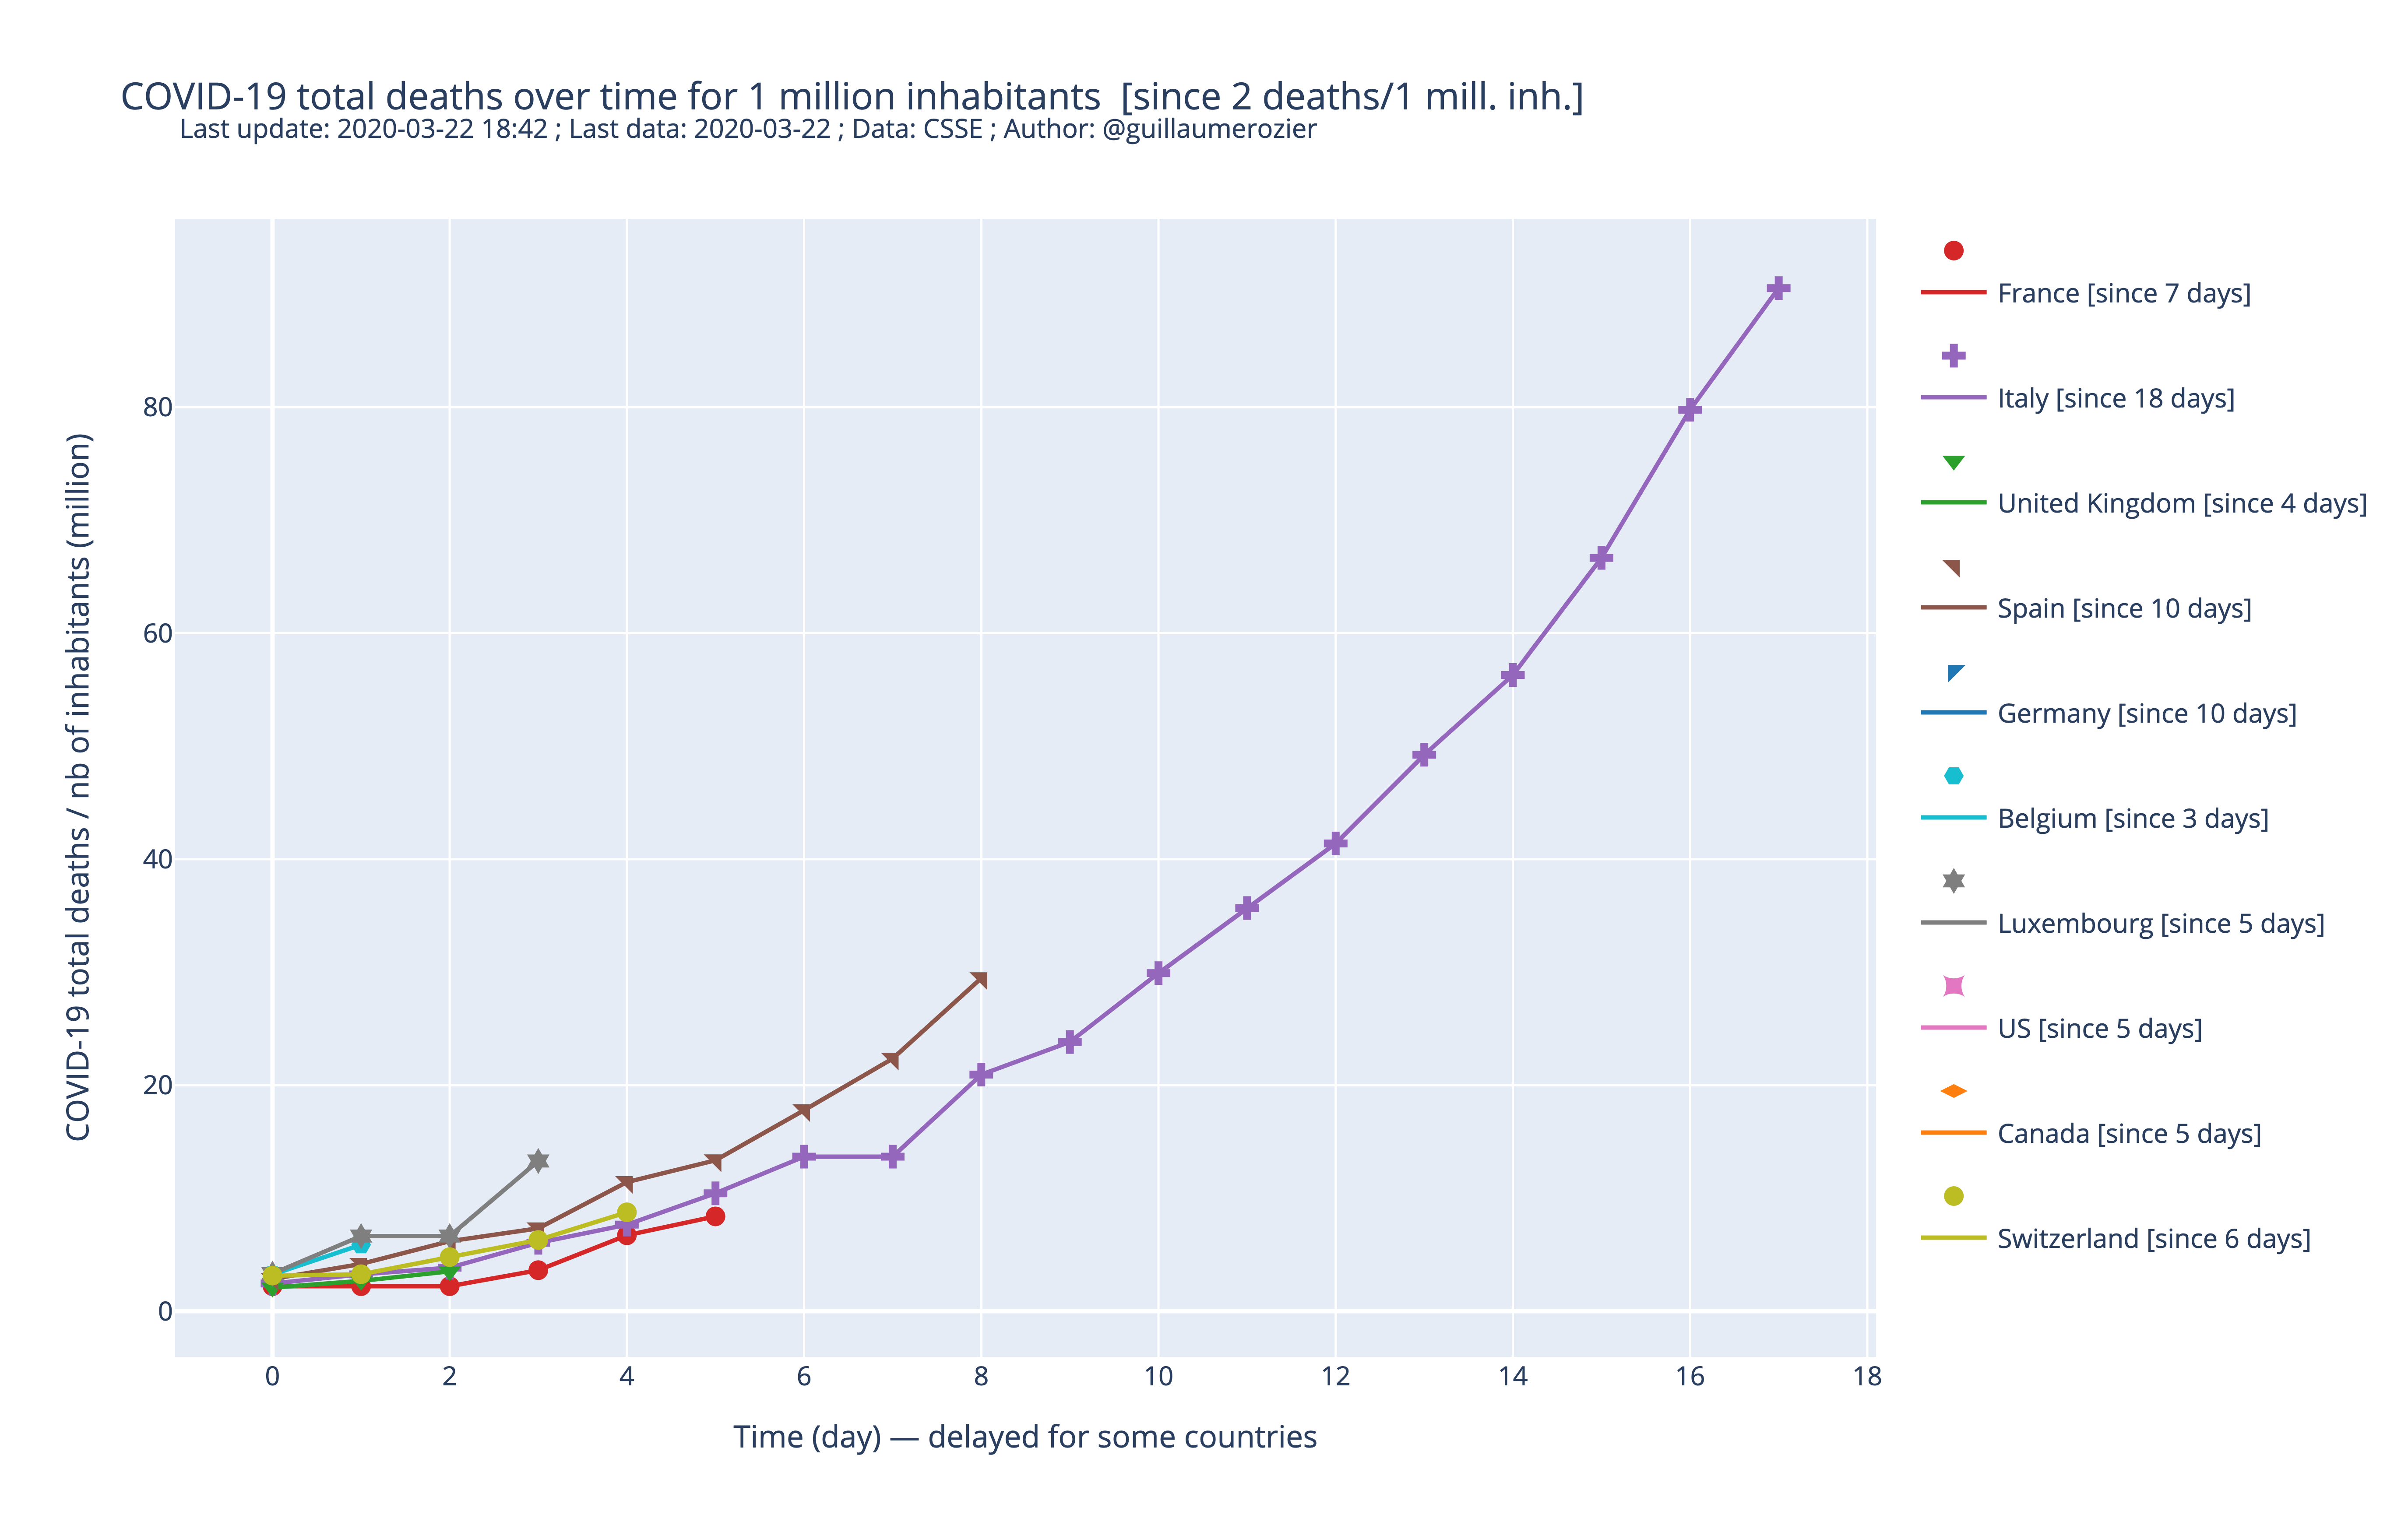 COVID-19 total deaths over time for 1 million inhabitants  [since 2 deaths/1 mill. inh.]
Last update: 2020-03-22 18:42 ; Last data: 2020-03-22 ; Data: CSSE ; Author: @guillaumerozier
COVID-19 total deaths / nb of inhabitants (million)
80
60
40
20
0
0 2 4 6 8 10 12 14 16 18
Time (day) — delayed for some countries
France [since 7 days]
Italy [since 18 days]
United Kingdom [since 4 days]
Spain [since 10 days]
Germany [since 10 days]
Belgium [since 3 days]
Luxembourg [since 5 days]
US [since 5 days]
Canada [since 5 days]
Switzerland [since 6 days]